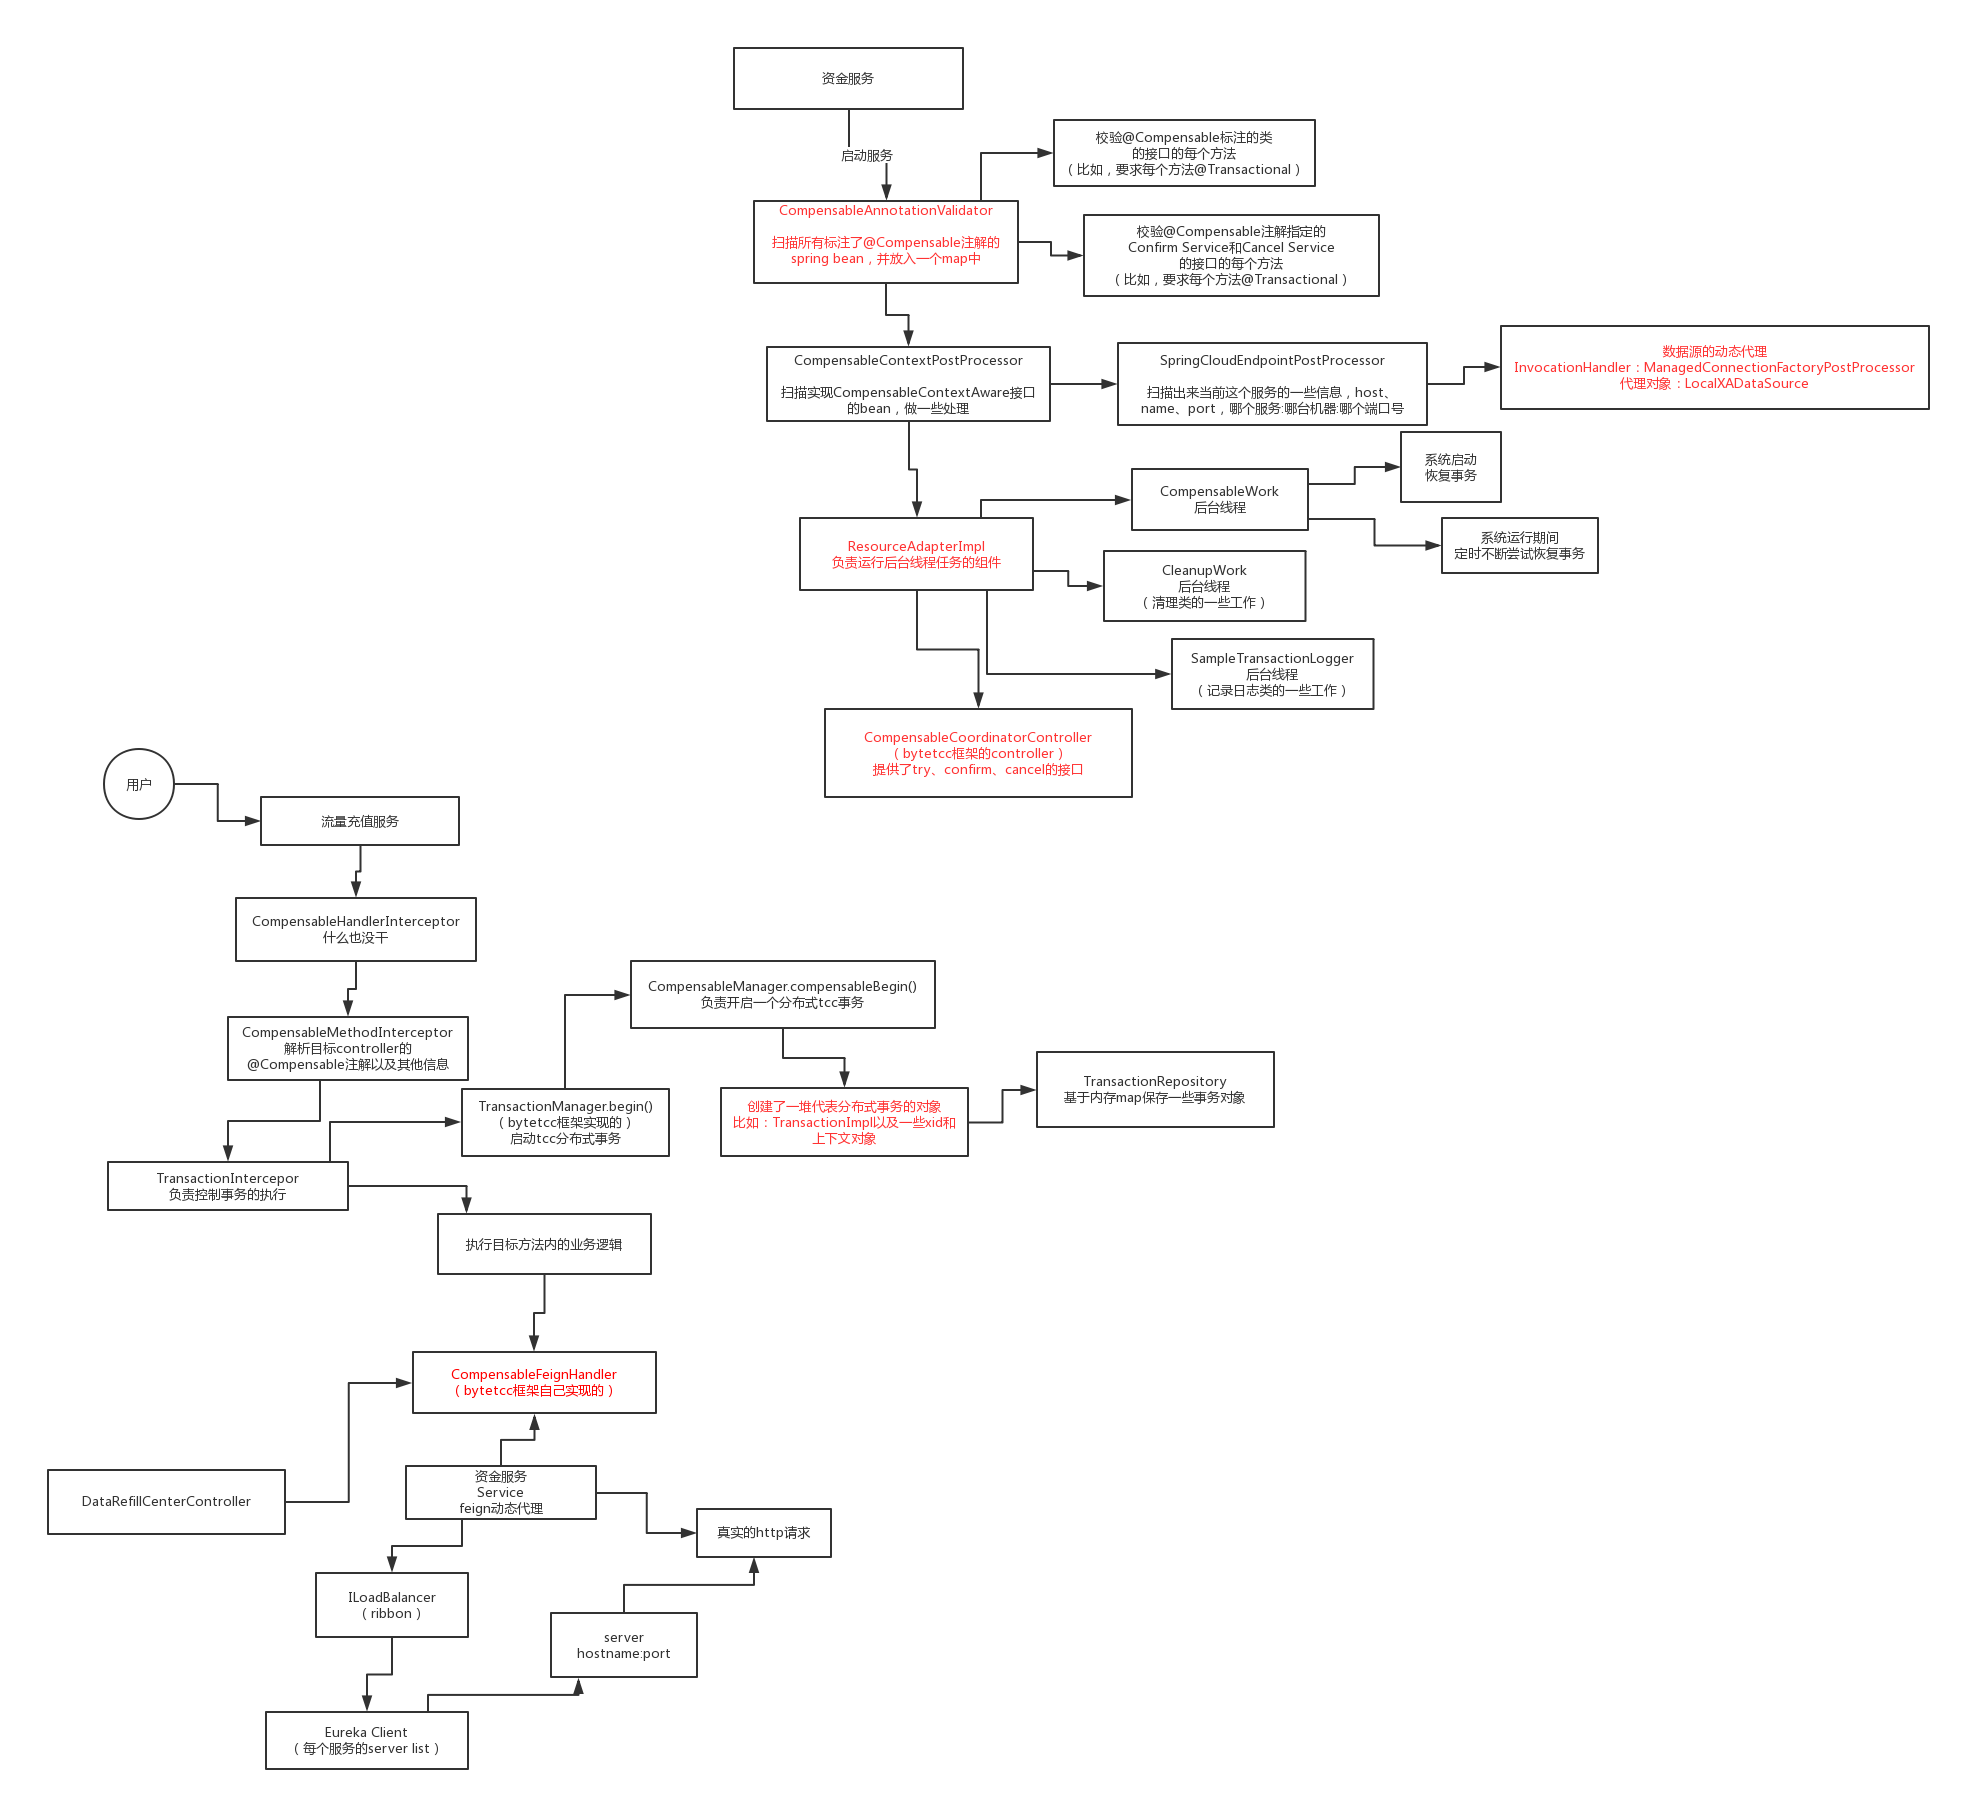 资金服务
启动服务
校验@Compensable标注的类
的接口的每个方法
（比如，要求每个方法@Transactional）
CompensableAnnotationValidator
扫描所有标注了@Compensable注解的
spring bean，并放入一个map中
校验@Compensable注解指定的
Confirm Service和Cancel Service
的接口的每个方法
（比如，要求每个方法@Transactional）
CompensableContextPostProcessor
扫描实现CompensableContextAware接口
的bean，做一些处理
SpringCloudEndpointPostProcessor
扫描出来当前这个服务的一些信息，host、
name、port，哪个服务:哪台机器:哪个端口号
数据源的动态代理
InvocationHandler：ManagedConnectionFactoryPostProcessor
代理对象：LocalXADataSource
系统启动
恢复事务
CompensableWork
后台线程
系统运行期间
定时不断尝试恢复事务
ResourceAdapterImpl
负责运行后台线程任务的组件
CleanupWork
后台线程
（清理类的一些工作）
SampleTransactionLogger
后台线程
（记录日志类的一些工作）
CompensableCoordinatorController
（bytetcc框架的controller）
提供了try、confirm、cancel的接口
用户
流量充值服务
CompensableHandlerInterceptor
什么也没干
CompensableMethodInterceptor
解析目标controller的
@Compensable注解以及其他信息
CompensableManager.compensableBegin()
负责开启一个分布式tcc事务
TransactionManager.begin()
（bytetcc框架实现的）
启动tcc分布式事务
创建了一堆代表分布式事务的对象
比如：TransactionImpl以及一些xid和
上下文对象
TransactionRepository
基于内存map保存一些事务对象
TransactionIntercepor
负责控制事务的执行
执行目标方法内的业务逻辑
CompensableFeignHandler
（bytetcc框架自己实现的）
DataRefillCenterController
资金服务
Service
feign动态代理
真实的http请求
ILoadBalancer
（ribbon）
server
hostname:port
Eureka Client
（每个服务的server list）